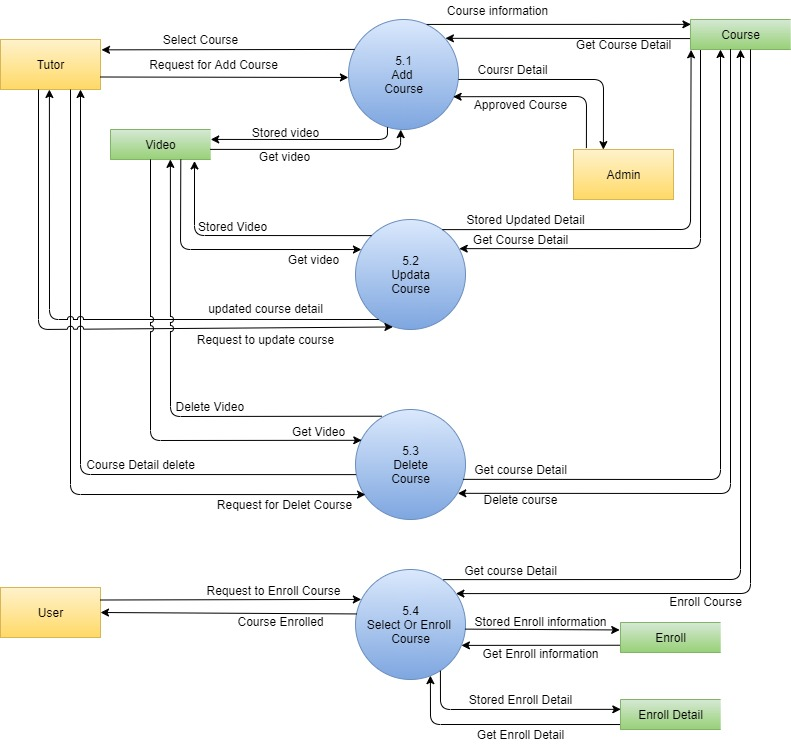 Course information
Course
Select Course
Get Course Detail
Tutor
5.1
Add
Course
Request for Add Course
Coursr Detail
Approved Course
Stored video
Video
Get video
Admin
Stored Updated Detail
Stored Video
Get Course Detail
Get video
5.2
Updata
Course
updated course detail
Request to update course
Delete Video
Get Video
5.3
Delete
Course
Course Detail delete
Get course Detail
Request for Delet Course
Delete course
Get course Detail
Request to Enroll Course
Enroll Course
User
Course Enrolled
5.4
Select Or Enroll
Course
Stored Enroll information
Enroll
Get Enroll information
Stored Enroll Detail
Enroll Detail
Get Enroll Detail